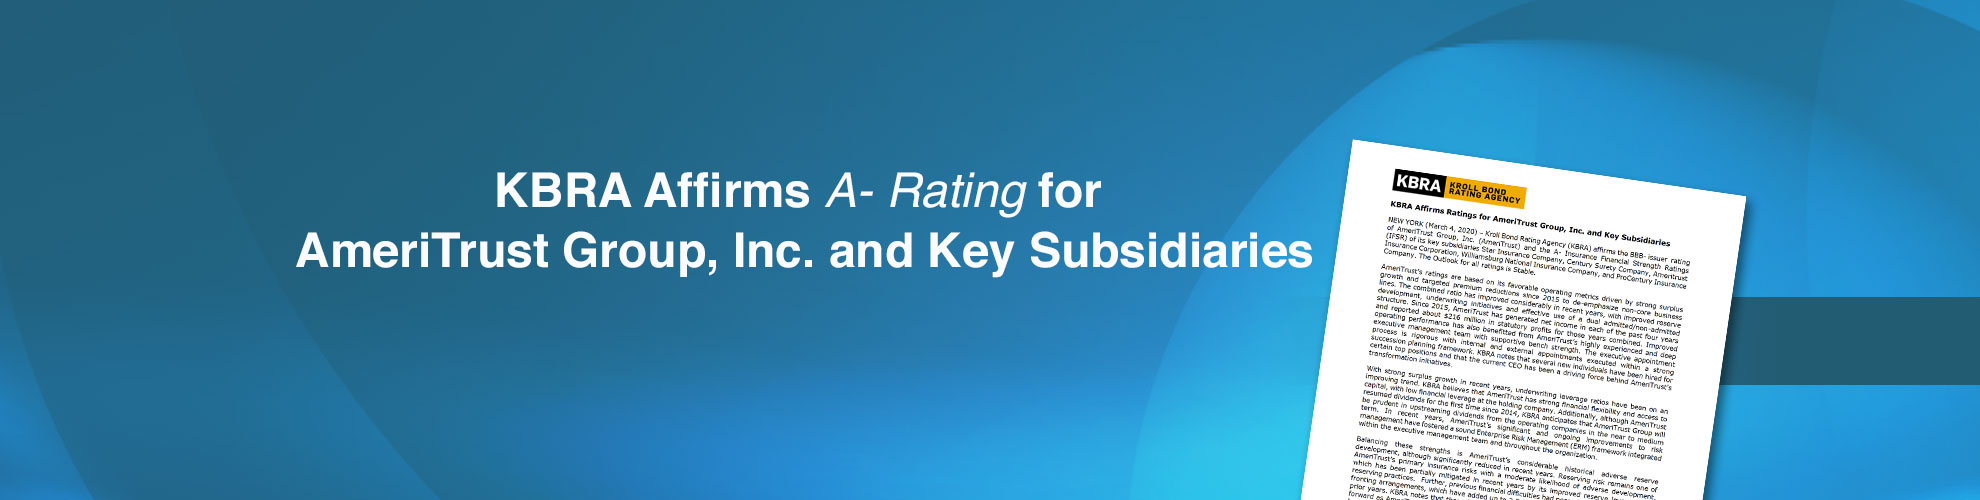 KBRA Affirms A- Rating for
AmeriTrust Group, Inc. and Key Subsidiaries
KBRA KROLL BOND
RATING AGENCY
KBRA Affirms Ratings for AmeriTrust Group, Inc. and Key Subsidiaries
NEW YORK (March 4, 2020) – Kroll Bond Rating Agency (KBRA) affirms the BBB- issuer rating
of AmeriTrust Group, Inc. (AmeriTrust) and the A- Insurance Financial Strength Ratings
(IFSR) of its key subsidiaries Star Insurance Company, Century Surety Company, Ameritrust
Insurance Corporation, Williamsburg National Insurance Company, and ProCentury Insurance
Company. The Outlook for all ratings is Stable.
AmeriTrust's ratings are based on its favorable operating metrics driven by strong surplus
growth and targeted premium reductions since 2015 to de-emphasize non-core business
lines. The combined ratio has improved considerably in recent years, with improved reserve
development, underwriting initiatives and effective use of a dual admitted/non-admitted
structure. Since 2015, AmeriTrust has generated net income in each of the past four years
and reported about $216 million in statutory profits for those years combined. Improved
operating performance has also benefitted from AmeriTrust's highly experienced and deep
executive management team with supportive bench strength. The executive appointment
process is rigorous with internal and external appointments executed within a strong
succession planning framework. KBRA notes that several new individuals have been hired for
certain top positions and that the current CEO has been a driving force behind AmeriTrust's
transformation initiatives.
With strong surplus growth in recent years, underwriting leverage ratios have been on an
improving trend. KBRA believes that AmeriTrust has strong financial flexibility and access to
capital, with low financial leverage at the holding company. Additionally, although AmeriTrust
resumed dividends for the first time since 2014, KBRA anticipates that AmeriTrust Group will
be prudent in upstreaming dividends from the operating companies in the near to medium
term. In recent years, AmeriTrust's significant and ongoing improvements to risk
management have fostered a sound Enterprise Risk Management (ERM) framework integrated
within the executive management team and throughout the organization.
Balancing these strengths is AmeriTrust's considerable historical adverse reserve
development, although significantly reduced in recent years. Reserving risk remains one of
AmeriTrust's primary insurance risks with a moderate likelihood of adverse development,
which has been partially mitigated in recent years by its improved reserve
reserving practices. Further, previous financial difficulties had
fronting arrangements, which have added up to
prior years. KBRA notes that
forward as